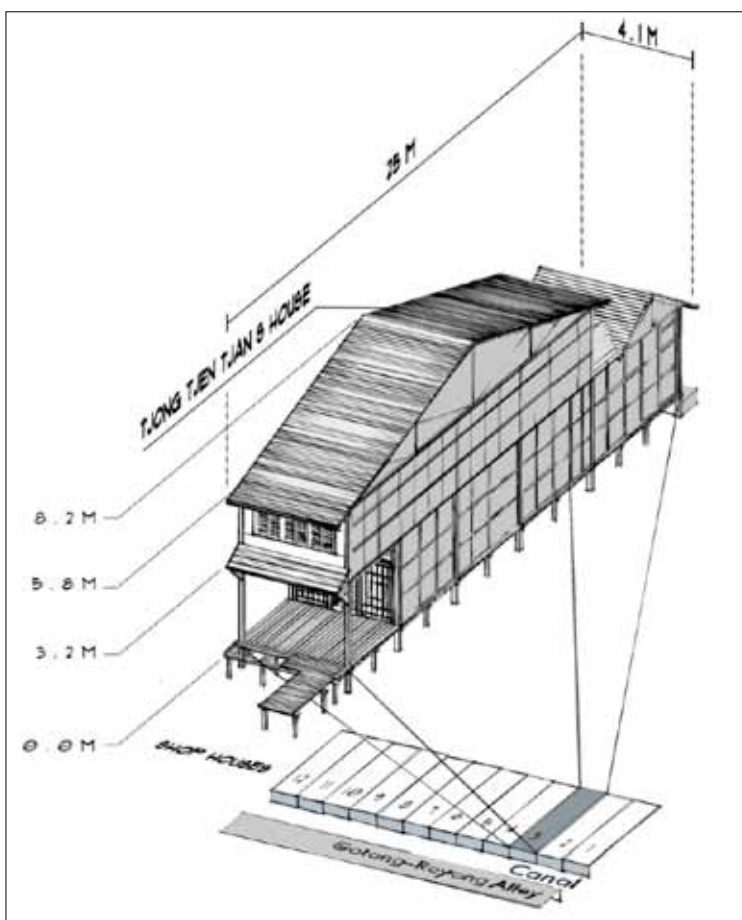 4.1M
25 M
TJONG TJEN TJIAN S HOUSE
8.2M
5.8M
3.2M
0.0M
SHOP HOUSES
12 11 10 9 8 7 6 5 4 3 2 1
Canal
Gotong-Royong Alley